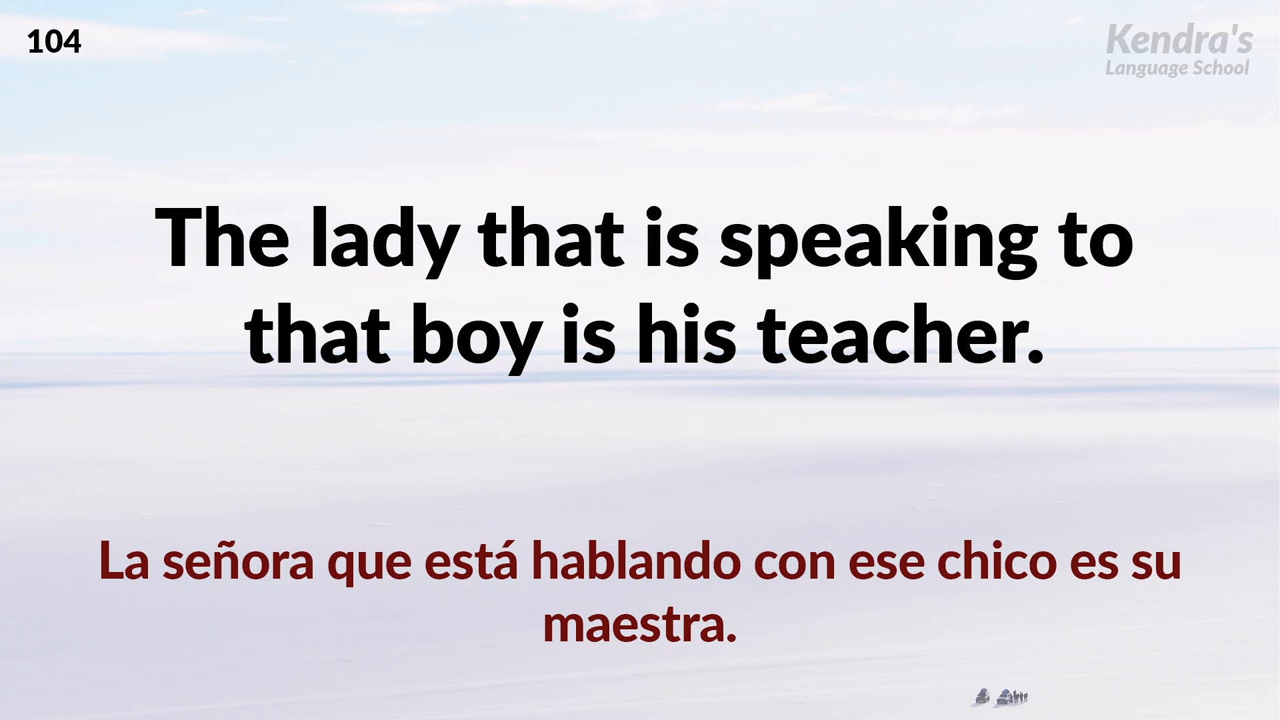 104
Kendra's
Language School
The lady that is speaking to
that boy is his teacher.
La señora que está hablando con ese chico es su
maestra.